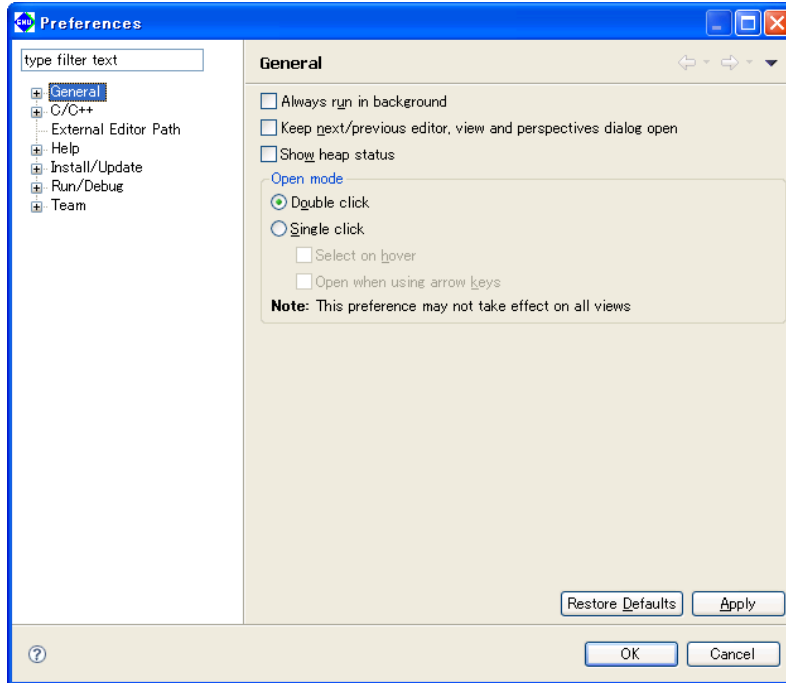 GNU Preferences
type filter text
General
C/C++
External Editor Path
Help
Install/Update
Run/Debug
Team
General
Always run in background
Keep next/previous editor, view and perspectives dialog open
Show heap status
Open mode
Double click
Single click
Select on hover
Open when using arrow keys
Note: This preference may not take effect on all views
Restore Defaults
Apply
?
OK
Cancel